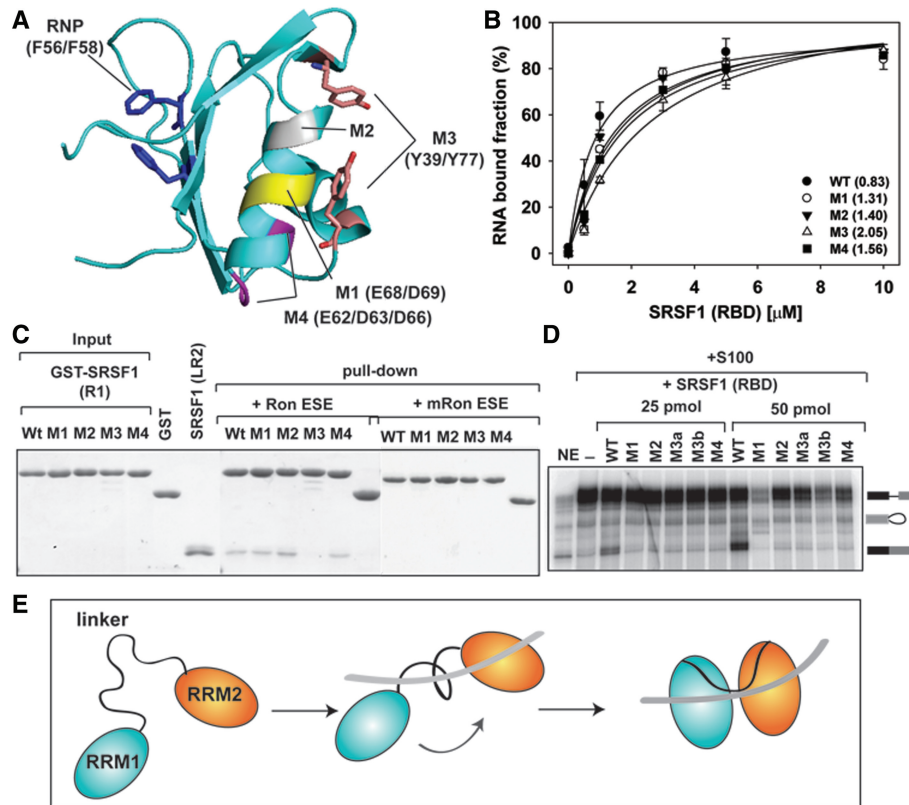 A
RNP
(F56/F58)
M2
M3
(Y39/Y77)
M1 (E68/D69)
M4 (E62/D63/D66)
B
RNA bound fraction (%)
100
80
60
40
20
0
WT (0.83)
M1 (1.31)
M2 (1.40)
M3 (2.05)
M4 (1.56)
0 2 4 6 8 10
SRSF1 (RBD) [μM]
C
Input
GST-SRSF1
(R1)
GST
SRSF1 (LR2)
pull-down
+ Ron ESE
+ mRon ESE
Wt M1 M2 M3 M4
Wt M1 M2 M3 M4
WT M1 M2 M3 M4
D
+S100
+ SRSF1 (RBD)
25 pmol
50 pmol
NE – WT M1 M2 M3a M3b M4 WT M1 M2 M3a M3b M4
E
linker
RRM2
RRM1